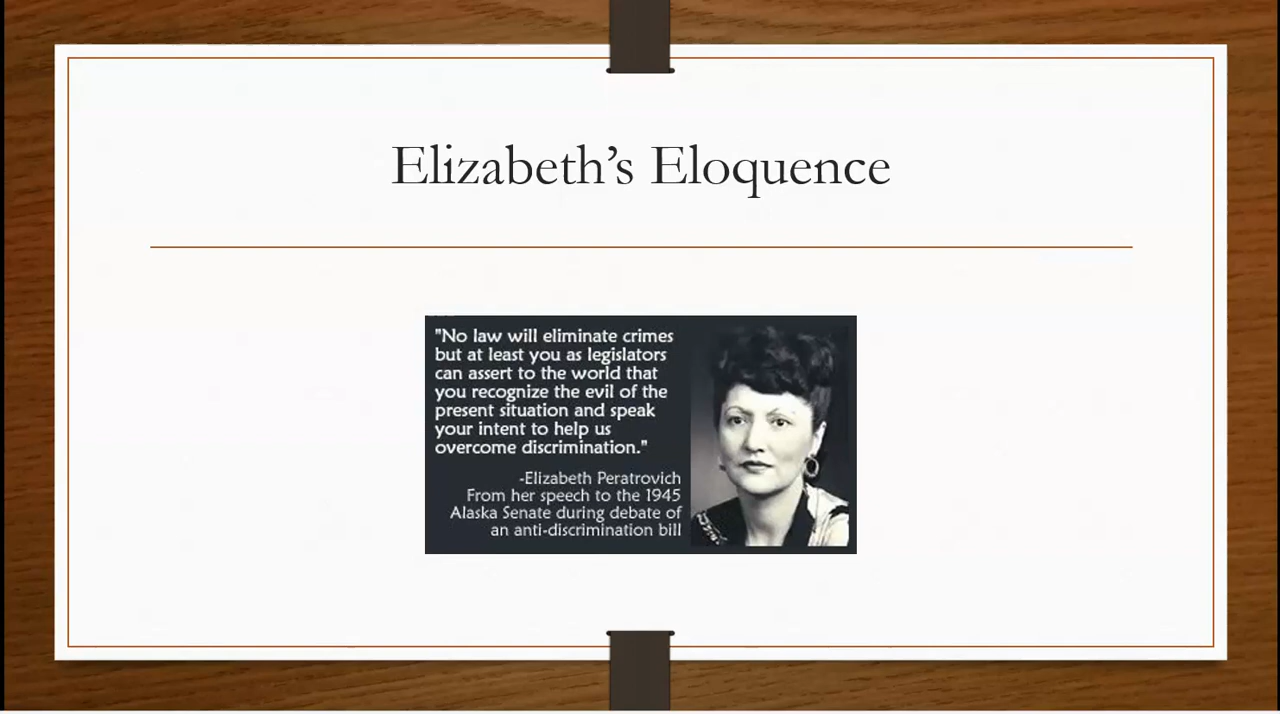 Elizabeth’s Eloquence
"No law will eliminate crimes
but at least you as legislators
can assert to the world that
you recognize the evil of the
present situation and speak
your intent to help us
overcome discrimination."
-Elizabeth Peratrovich
From her speech to the 1945
Alaska Senate during debate of
an anti-discrimination bill